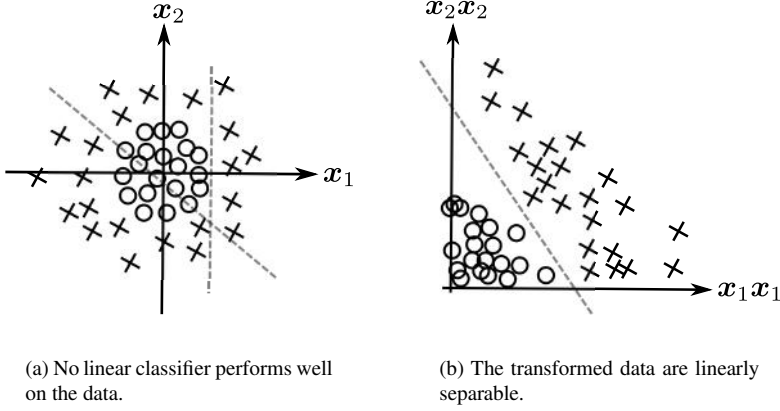 x₂
x₁
(a) No linear classifier performs well
on the data.
x₂x₂
x₁x₁
(b) The transformed data are linearly
separable.